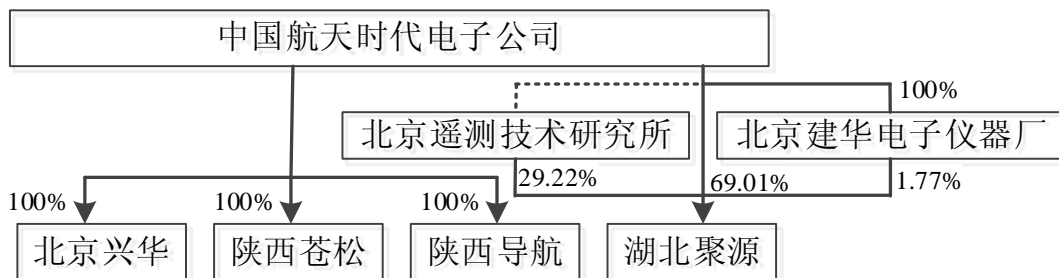 中国航天时代电子公司
100%
北京遥测技术研究所
北京建华电子仪器厂
29.22%
69.01%
1.77%
100%
100%
100%
北京兴华
陕西苍松
陕西导航
湖北聚源